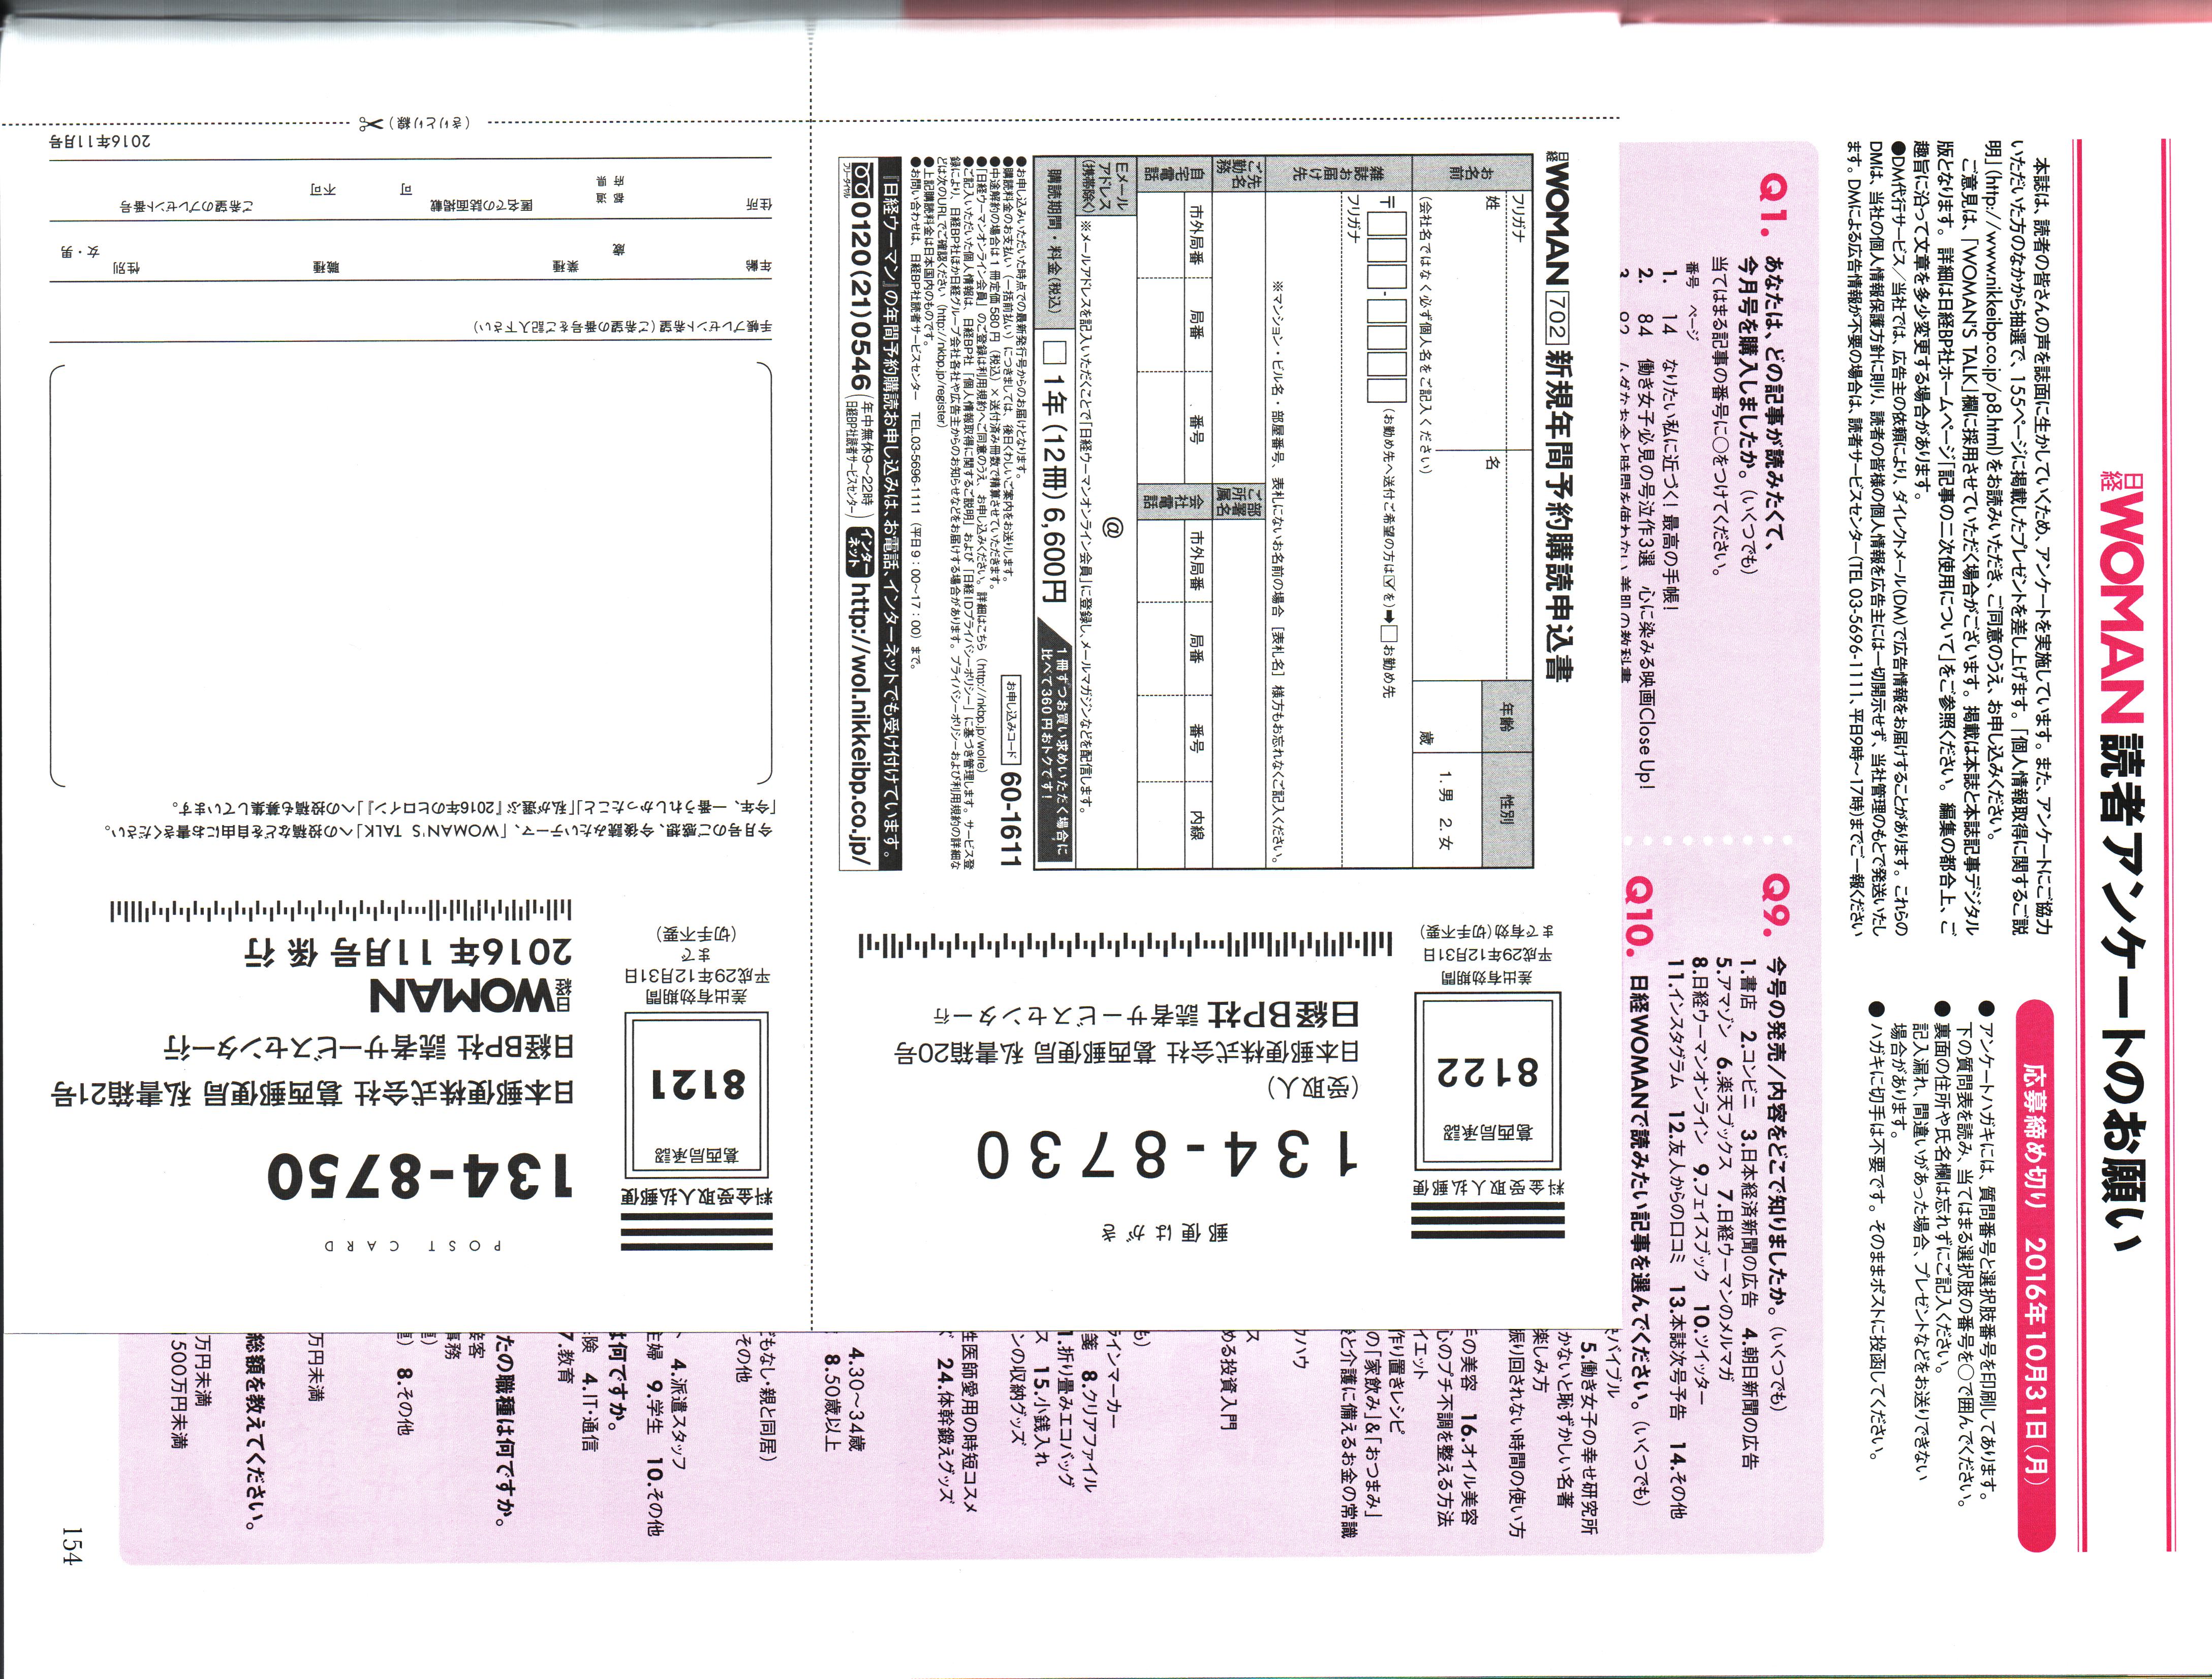 日経WOMAN 読者アンケートのお願い
本誌は、読者の皆さんの声を誌面に生かしていくため、アンケートを実施しています。また、アンケートにご協力
いただいた方のなかから抽選で、155ページに掲載したプレゼントを差し上げます。「個人情報取得に関するご説
明」(http://www.nikkeibp.co.jp/p8.html)をお読みいただき、ご同意のうえ、お申し込みください。
ご意見は、「WOMAN'S TALK」欄に採用させていただく場合がございます。掲載は本誌と本誌記事デジタル
版となります。詳細は日経BP社ホームページ「記事の二次使用について」をご参照ください。編集の都合上、ご
趣旨に沿って文章を多少変更する場合があります。
●DM代行サービス/当社では、広告主の依頼により、ダイレクトメール(DM)で広告情報をお届けすることがあります。これらの
DMは、当社の個人情報保護方針に則り、読者の皆様の個人情報を広告主には一切開示せず、当社管理のもとで発送いたし
ます。DMによる広告情報が不要の場合は、読者サービスセンター(TEL 03-5696-1111、平日9時~17時)までご一報ください
応募締め切り 2016年10月31日(月)
●アンケートハガキには、質問番号と選択肢番号を印刷してあります。
下の質問表を読み、当てはまる選択肢の番号を○で囲んでください。
●裏面の住所や氏名欄は忘れずにご記入ください。
記入漏れ、間違いがあった場合、プレゼントなどをお送りできない
場合があります。
●ハガキに切手は不要です。そのままポストに投函してください。
Q1. あなたは、どの記事が読みたくて、
今月号を購入しましたか。(いくつでも)
当てはまる記事の番号に○をつけてください。
番号 ページ
1. 14 なりたい私に近づく! 最高の手帳!
2. 84 働き女子必見の号泣作3選 心に染みる映画Close Up!
Q9. 今号の発売/内容をどこで知りましたか。(いくつでも)
1.書店 2.コンビニ 3.日本経済新聞の広告 4.朝日新聞の広告
5.アマゾン 6.楽天ブックス 7.日経ウーマンのメルマガ
8.日経ウーマンオンライン 9.フェイスブック 10.ツイッター
11.インスタグラム 12.友人からの口コミ 13.本誌次号予告 14.その他
Q10. 日経WOMANで読みたい記事を選んでください。(いくつでも)
バイブル
5.働き女子の幸せ研究所
かないと恥ずかしい名著
楽しみ方
振り回されない時間の使い方
の美容 16.オイル美容
心のプチ不調を整える方法
イエット
作り置きレシピ
の「家飲み」&「おつまみ」
と介護に備えるお金の常識
ノウハウ
ス
める投資入門
も)
ラインマーカー
箋 8.クリアファイル
1.折り畳みエコバッグ
ス 15.小銭入れ
ンの収納グッズ
生医師愛用の時短コスメ
24.体幹鍛えグッズ
4.30~34歳
8.50歳以上
どもなし・親と同居)
その他
、4.派遣スタッフ
主婦 9.学生 10.その他
は何ですか。
険 4.IT・通信
7.教育
たの職種は何ですか。
接客
事務
8.その他
万円未満
総額を教えてください。
万円未満
500万円未満
154
日経WOMAN 702 新規年間予約購読申込書
お名前
フリガナ
姓
名
(会社名ではなく必ず個人名をご記入ください)
年齢
歳
性別
1.男 2.女
雑誌お届け先
〒
-
(お勤め先へ送付ご希望の方は☑を)➡□お勤め先
フリガナ
※マンション・ビル名・部屋番号、表札にないお名前の場合[表札名]様方もお忘れなくご記入ください。
ご勤務先名
ご所属部署名
自宅電話
市外局番
局番
番号
会社電話
市外局番
局番
番号
内線
Eメールアドレス
(携帯除く)
@
※メールアドレスを記入いただくことで「日経ウーマンオンライン会員」に登録し、メールマガジンなどを配信します。
購読期間・料金(税込)
□ 1年(12冊)6,600円
1冊ずつお買い求めいただく場合に
比べて360円おトクです!
●お申し込みいただいた時点での最新発行号からのお届けとなります。
●購読料金のお支払い(一括前払い)につきましては、後日くわしいご案内をお送りします。
●中途解約の場合は1冊定価580円(税込)×送付済み冊数で精算させていただきます。
●「日経ウーマンオンライン会員」のご登録は利用規約へご同意のうえ、お申し込みください。詳細はこちら(http://nkbp.jp/wolre)
●ご記入いただいた個人情報は、日経BP社「個人情報取得に関するご説明」および「日経IDプライバシーポリシー」に基づき管理します。サービス登
録により、日経BP社ほか日経グループ会社各社や広告主からのお知らせなどをお届けする場合があります。プライバシーポリシーおよび利用規約の詳細な
どは次のURLでご確認ください(http://nkbp.jp/register)
●上記購読料金は日本国内のものです。
●お問い合わせは、日経BP社読者サービスセンター TEL.03-5696-1111(平日9:00~17:00)まで。
お申し込みコード 60-1611
『日経ウーマン』の年間予約購読お申し込みは、お電話、インターネットでも受け付けています。
フリーダイヤル 0120(21)0546
(年中無休9~22時
日経BP社読者サービスセンター)
インターネット http://wol.nikkeibp.co.jp/
郵便はがき
料金受取人払郵便
葛西局承認
8122
差出有効期間
平成29年12月31日
まで有効(切手不要)
134-8730
(受取人)
日本郵便株式会社 葛西郵便局 私書箱20号
日経BP社 読者サービスセンター行
POST CARD
料金受取人払郵便
葛西局承認
8121
差出有効期間
平成29年12月31日
まで
(切手不要)
134-8750
日本郵便株式会社 葛西郵便局 私書箱21号
日経BP社 読者サービスセンター行
日経WOMAN
2016年11月号 係 行
今月号のご感想、今後読みたいテーマ、「WOMAN'S TALK」への投稿などを自由にお書きください。
「今年、一番うれしかったこと」「私が選ぶ『2016年のヒロイン』」への投稿も募集しています。
手帳プレゼント希望(ご希望の番号をご記入下さい)
年齢
歳
業種
職種
性別
女・男
住所
都道
府県
匿名での誌面掲載
可
不可
ご希望のプレゼント番号
2016年11月号
(きりとり線)